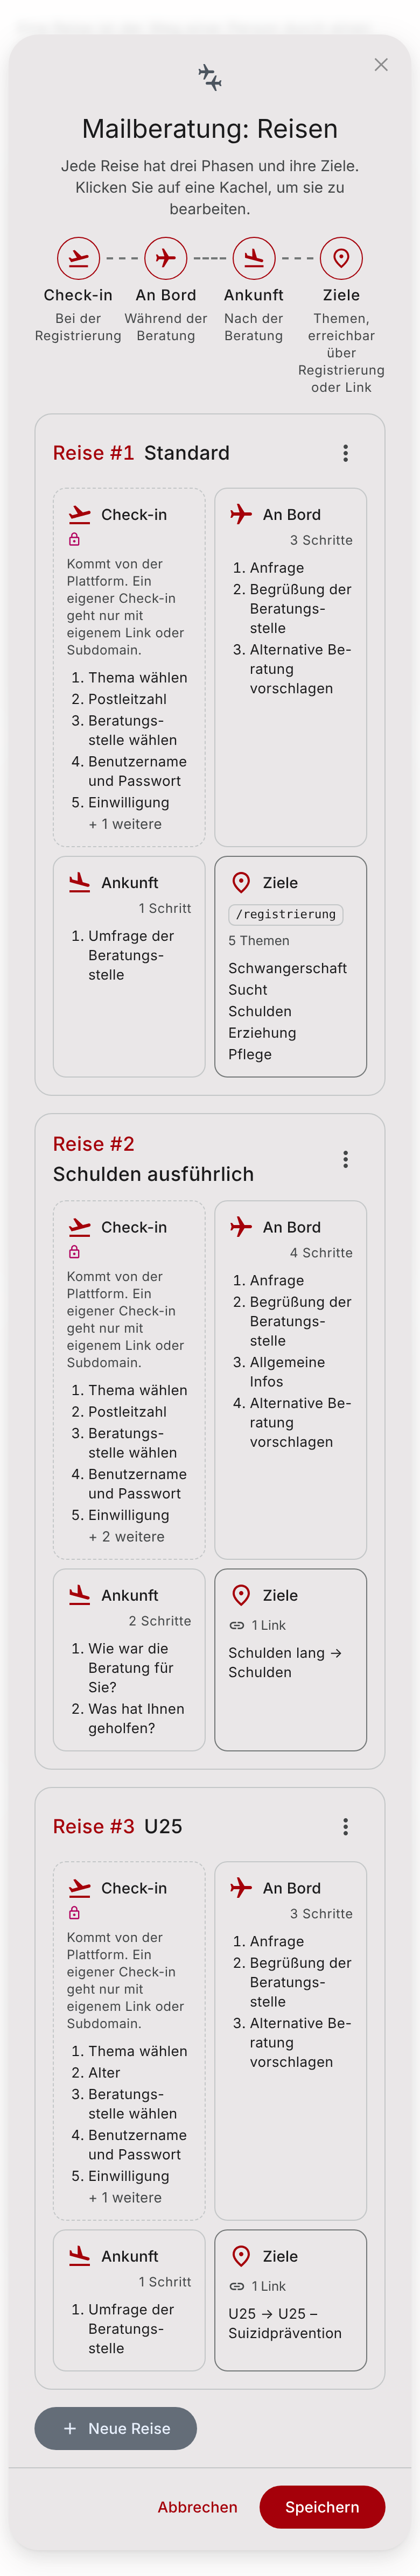 Mailberatung: Reisen
Jede Reise hat drei Phasen und ihre Ziele.
Klicken Sie auf eine Kachel, um sie zu
bearbeiten.
Check-in
Bei der
Registrierung
An Bord
Während der
Beratung
Ankunft
Nach der
Beratung
Ziele
Themen,
erreichbar
über
Registrierung
oder Link
Reise #1 Standard
Check-in
Kommt von der
Plattform. Ein
eigener Check-in
geht nur mit
eigenem Link oder
Subdomain.
1. Thema wählen
2. Postleitzahl
3. Beratungs-
stelle wählen
4. Benutzername
und Passwort
5. Einwilligung
+ 1 weitere
An Bord
3 Schritte
1. Anfrage
2. Begrüßung der
Beratungs-
stelle
3. Alternative Be-
ratung
vorschlagen
Ankunft
1 Schritt
1. Umfrage der
Beratungs-
stelle
Ziele
/registrierung
5 Themen
Schwangerschaft
Sucht
Schulden
Erziehung
Pflege
Reise #2
Schulden ausführlich
Check-in
Kommt von der
Plattform. Ein
eigener Check-in
geht nur mit
eigenem Link oder
Subdomain.
1. Thema wählen
2. Postleitzahl
3. Beratungs-
stelle wählen
4. Benutzername
und Passwort
5. Einwilligung
+ 2 weitere
An Bord
4 Schritte
1. Anfrage
2. Begrüßung der
Beratungs-
stelle
3. Allgemeine
Infos
4. Alternative Be-
ratung
vorschlagen
Ankunft
2 Schritte
1. Wie war die
Beratung für
Sie?
2. Was hat Ihnen
geholfen?
Ziele
1 Link
Schulden lang →
Schulden
Reise #3 U25
Check-in
Kommt von der
Plattform. Ein
eigener Check-in
geht nur mit
eigenem Link oder
Subdomain.
1. Thema wählen
2. Alter
3. Beratungs-
stelle wählen
4. Benutzername
und Passwort
5. Einwilligung
+ 1 weitere
An Bord
3 Schritte
1. Anfrage
2. Begrüßung der
Beratungs-
stelle
3. Alternative Be-
ratung
vorschlagen
Ankunft
1 Schritt
1. Umfrage der
Beratungs-
stelle
Ziele
1 Link
U25 → U25 –
Suizidprävention
+ Neue Reise
Abbrechen
Speichern